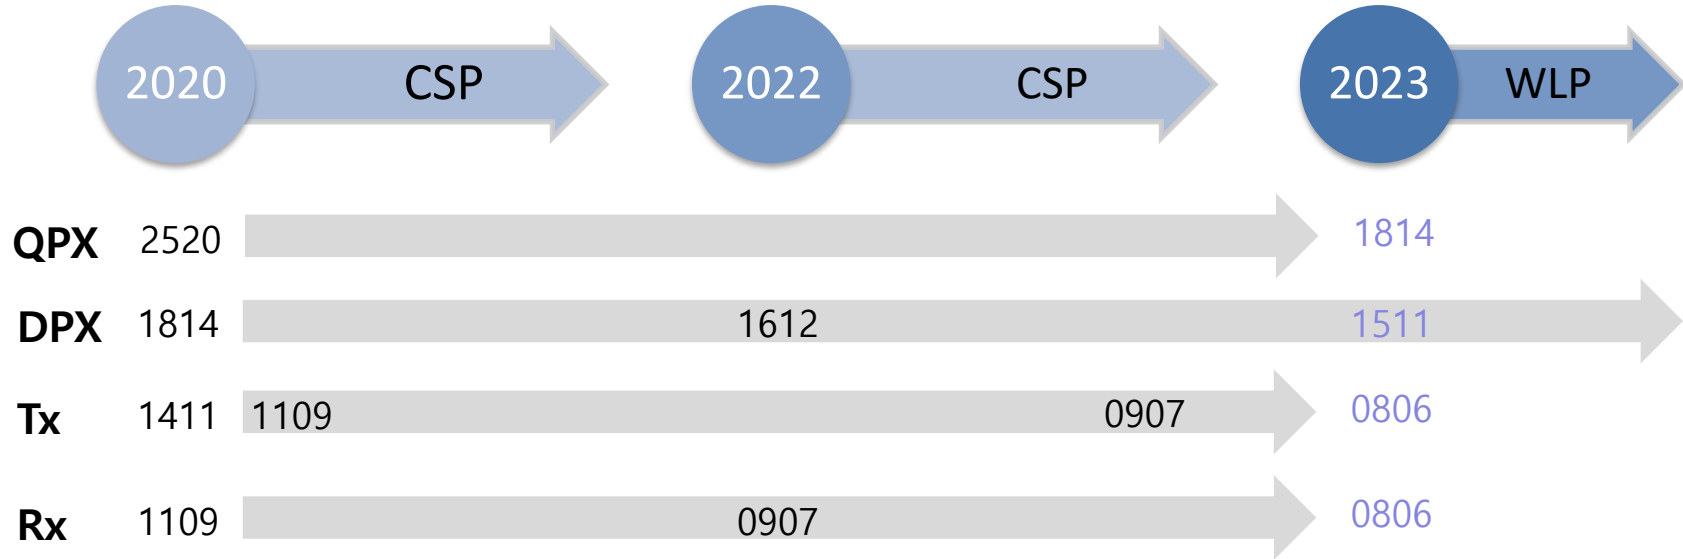 2020 CSP 2022 CSP 2023 WLP
QPX 2520 1814
DPX 1814 1612 1511
Tx 1411 1109 0907 0806
Rx 1109 0907 0806